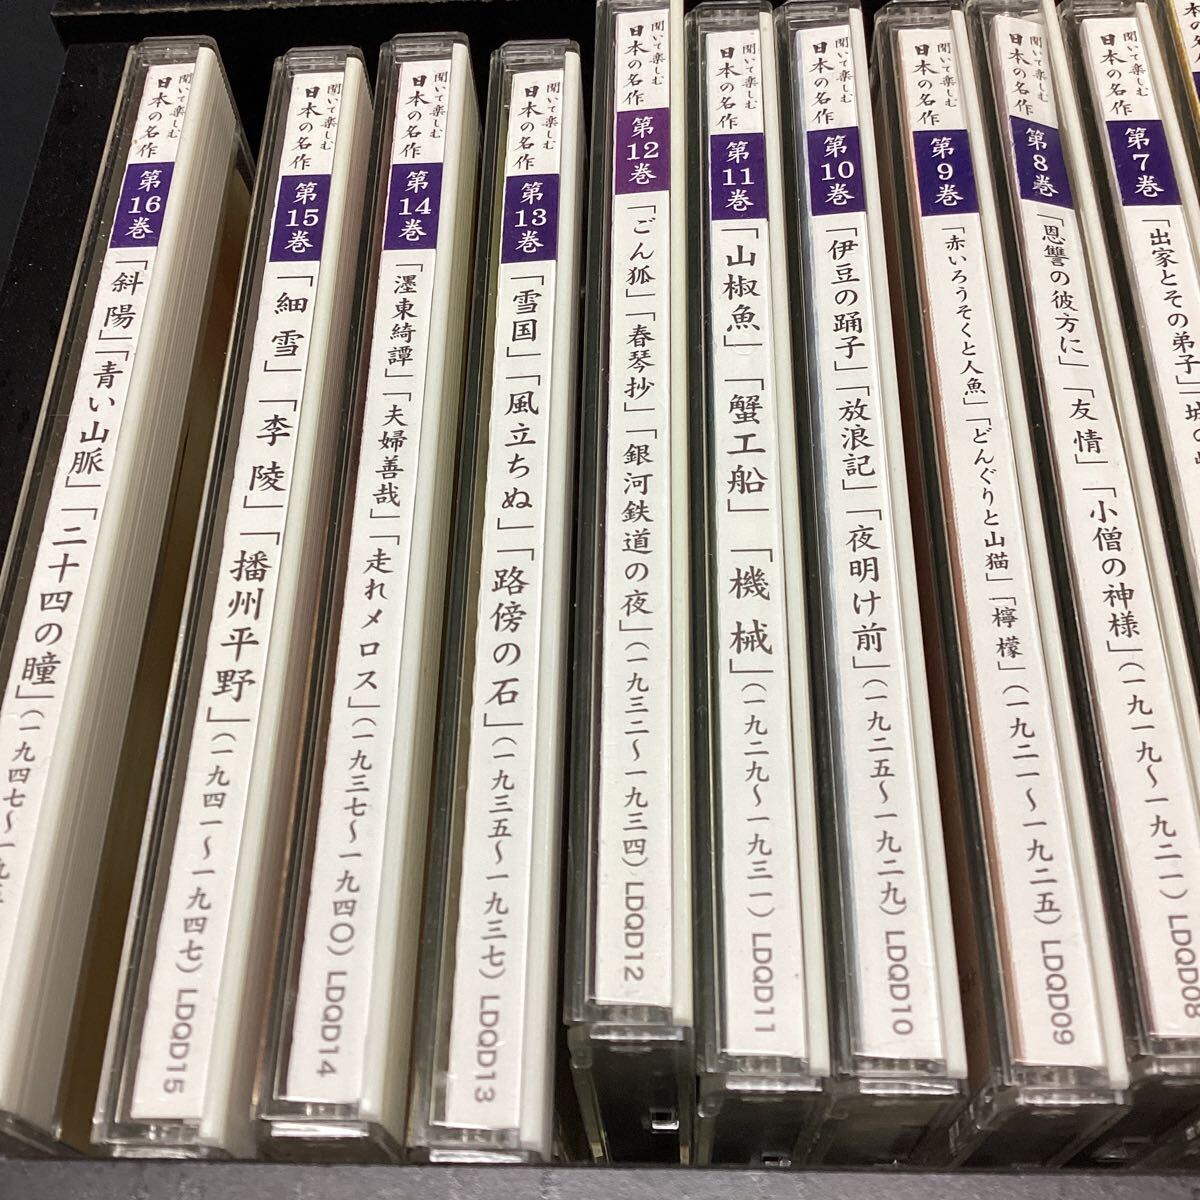 聞いて楽しむ
日本の名作
第7巻
「出家とその弟子」「城の
聞いて楽しむ
日本の名作
第8巻
「恩讐の彼方に」「友情」「小僧の神様」(一九一九〜一九二一) LDQD08
聞いて楽しむ
日本の名作
第9巻
「赤いろうそくと人魚」「どんぐりと山猫」「檸檬」(一九二一〜一九二五) LDQD09
聞いて楽しむ
日本の名作
第10巻
「伊豆の踊子」「放浪記」「夜明け前」(一九二五〜一九二九) LDQD10
聞いて楽しむ
日本の名作
第11巻
「山椒魚」「蟹工船」「機械」(一九二九〜一九三一) LDQD11
聞いて楽しむ
日本の名作
第12巻
「ごん狐」「春琴抄」「銀河鉄道の夜」(一九三二〜一九三四) LDQD12
聞いて楽しむ
日本の名作
第13巻
「雪国」「風立ちぬ」「路傍の石」(一九三五〜一九三七) LDQD13
聞いて楽しむ
日本の名作
第14巻
「濹東綺譚」「夫婦善哉」「走れメロス」(一九三七〜一九四〇) LDQD14
聞いて楽しむ
日本の名作
第15巻
「細雪」「李陵」「播州平野」(一九四一〜一九四七) LDQD15
聞いて楽しむ
日本の名作
第16巻
「斜陽」「青い山脈」「二十四の瞳」(一九四七〜一九